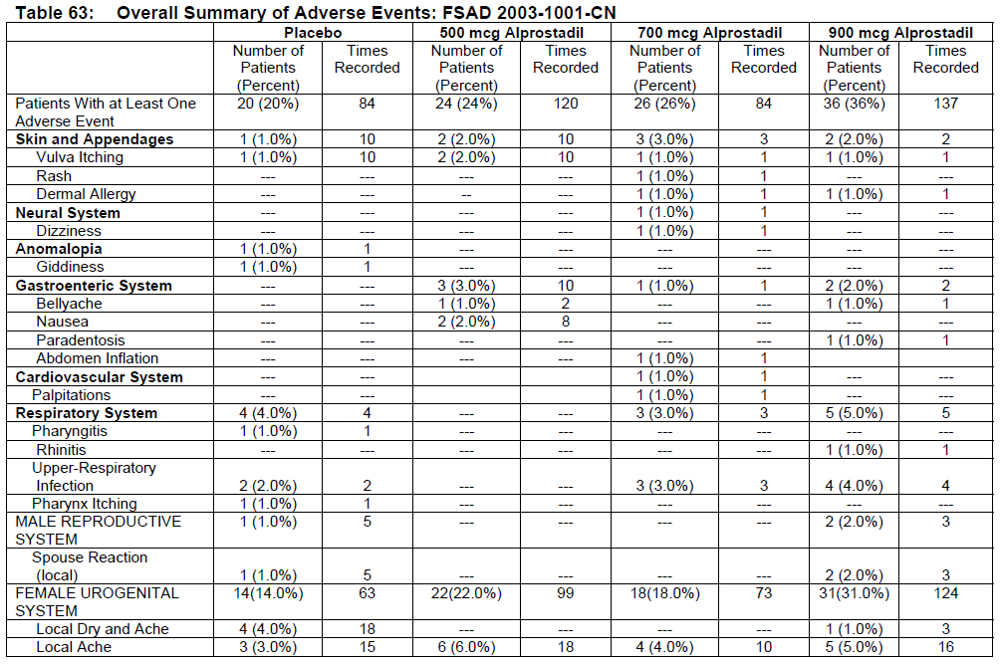 Table 63: Overall Summary of Adverse Events: FSAD 2003-1001-CN
Placebo 500 mcg Alprostadil 700 mcg Alprostadil 900 mcg Alprostadil
Number of Patients (Percent) Times Recorded Number of Patients (Percent) Times Recorded Number of Patients (Percent) Times Recorded Number of Patients (Percent) Times Recorded
Patients With at Least One Adverse Event 20 (20%) 84 24 (24%) 120 26 (26%) 84 36 (36%) 137
Skin and Appendages 1 (1.0%) 10 2 (2.0%) 10 3 (3.0%) 3 2 (2.0%) 2
Vulva Itching 1 (1.0%) 10 2 (2.0%) 10 1 (1.0%) 1 1 (1.0%) 1
Rash --- --- --- --- 1 (1.0%) 1 --- ---
Dermal Allergy --- --- -- --- 1 (1.0%) 1 1 (1.0%) 1
Neural System --- --- --- --- 1 (1.0%) 1 --- ---
Dizziness --- --- --- --- 1 (1.0%) 1 --- ---
Anomalopia 1 (1.0%) 1 --- --- --- --- --- ---
Giddiness 1 (1.0%) 1 --- --- --- --- --- ---
Gastroenteric System --- --- 3 (3.0%) 10 1 (1.0%) 1 2 (2.0%) 2
Bellyache --- --- 1 (1.0%) 2 --- --- 1 (1.0%) 1
Nausea --- --- 2 (2.0%) 8 --- --- --- ---
Paradentosis --- --- --- --- --- --- 1 (1.0%) 1
Abdomen Inflation --- --- 1 (1.0%) 1
Cardiovascular System --- --- 1 (1.0%) 1 --- ---
Palpitations --- --- 1 (1.0%) 1 --- ---
Respiratory System 4 (4.0%) 4 --- --- 3 (3.0%) 3 5 (5.0%) 5
Pharyngitis 1 (1.0%) 1 --- --- --- --- --- ---
Rhinitis --- --- --- --- --- --- 1 (1.0%) 1
Upper-Respiratory
Infection 2 (2.0%) 2 --- --- 3 (3.0%) 3 4 (4.0%) 4
Pharynx Itching 1 (1.0%) 1 --- --- --- --- --- ---
MALE REPRODUCTIVE SYSTEM 1 (1.0%) 5 --- --- --- --- 2 (2.0%) 3
Spouse Reaction
(local) 1 (1.0%) 5 --- --- --- --- 2 (2.0%) 3
FEMALE UROGENITAL SYSTEM 14(14.0%) 63 22(22.0%) 99 18(18.0%) 73 31(31.0%) 124
Local Dry and Ache 4 (4.0%) 18 --- --- --- --- 1 (1.0%) 3
Local Ache 3 (3.0%) 15 6 (6.0%) 18 4 (4.0%) 10 5 (5.0%) 16